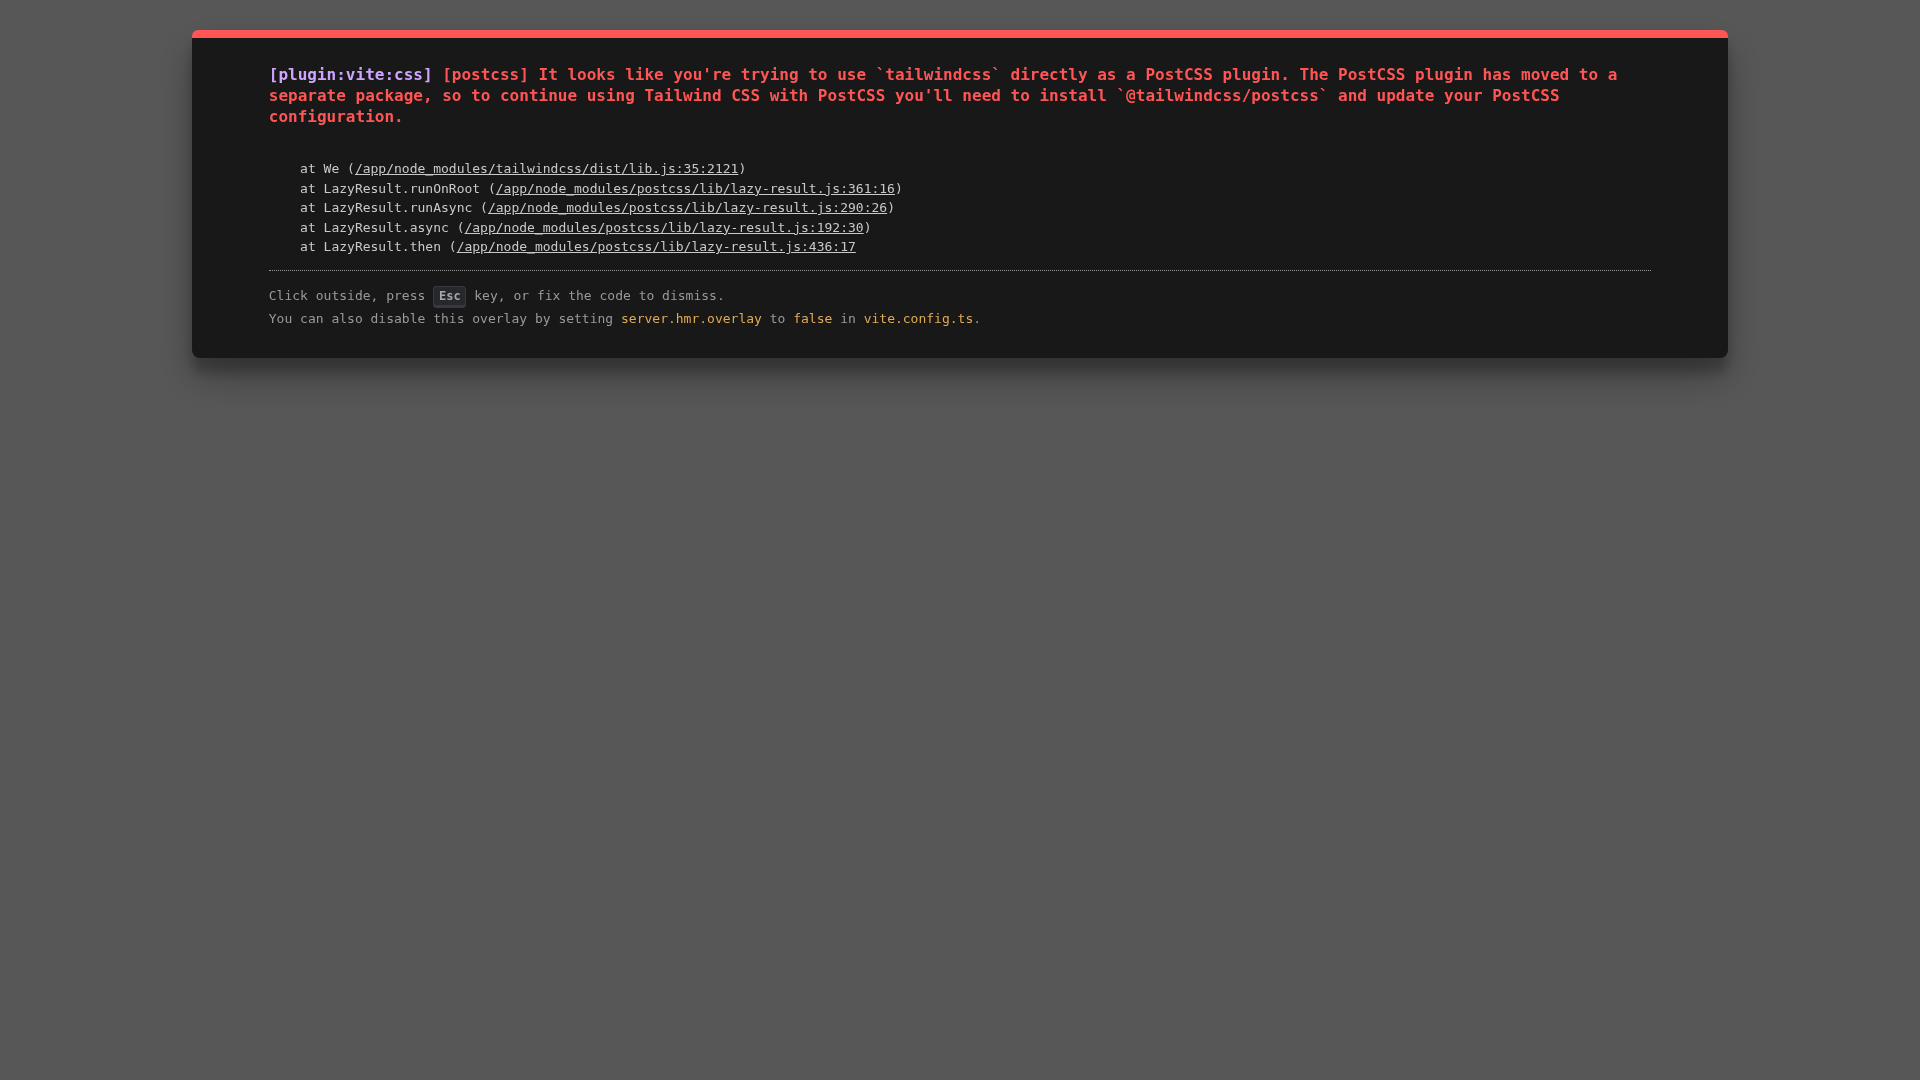 [plugin:vite:css] [postcss] It looks like you're trying to use `tailwindcss` directly as a PostCSS plugin. The PostCSS plugin has moved to a
separate package, so to continue using Tailwind CSS with PostCSS you'll need to install `@tailwindcss/postcss` and update your PostCSS
configuration.
at We (/app/node_modules/tailwindcss/dist/lib.js:35:2121)
at LazyResult.runOnRoot (/app/node_modules/postcss/lib/lazy-result.js:361:16)
at LazyResult.runAsync (/app/node_modules/postcss/lib/lazy-result.js:290:26)
at LazyResult.async (/app/node_modules/postcss/lib/lazy-result.js:192:30)
at LazyResult.then (/app/node_modules/postcss/lib/lazy-result.js:436:17
Click outside, press Esc key, or fix the code to dismiss.
You can also disable this overlay by setting server.hmr.overlay to false in vite.config.ts.